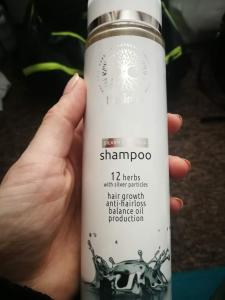 shampoo
12 herbs
with silver particles
hair growth
anti-hairloss
balance oil
production